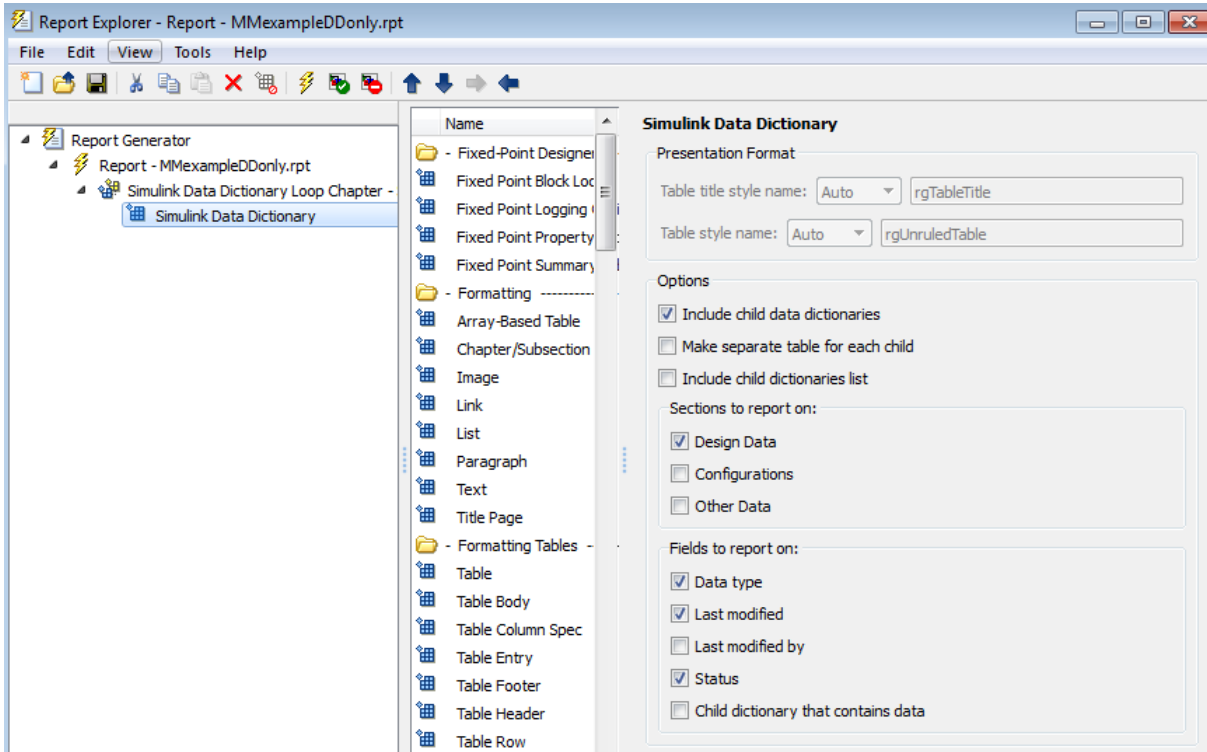 Report Explorer - Report - MMexampleDDonly.rpt
File Edit View Tools Help
Report Generator
Report - MMexampleDDonly.rpt
Simulink Data Dictionary Loop Chapter -
Simulink Data Dictionary
Name
- Fixed-Point Designer
Fixed Point Block Loo
Fixed Point Logging
Fixed Point Property
Fixed Point Summary
- Formatting ----------
Array-Based Table
Chapter/Subsection
Image
Link
List
Paragraph
Text
Title Page
- Formatting Tables -
Table
Table Body
Table Column Spec
Table Entry
Table Footer
Table Header
Table Row
Simulink Data Dictionary
Presentation Format
Table title style name: Auto rgTableTitle
Table style name: Auto rgUnruledTable
Options
Include child data dictionaries
Make separate table for each child
Include child dictionaries list
Sections to report on:
Design Data
Configurations
Other Data
Fields to report on:
Data type
Last modified
Last modified by
Status
Child dictionary that contains data